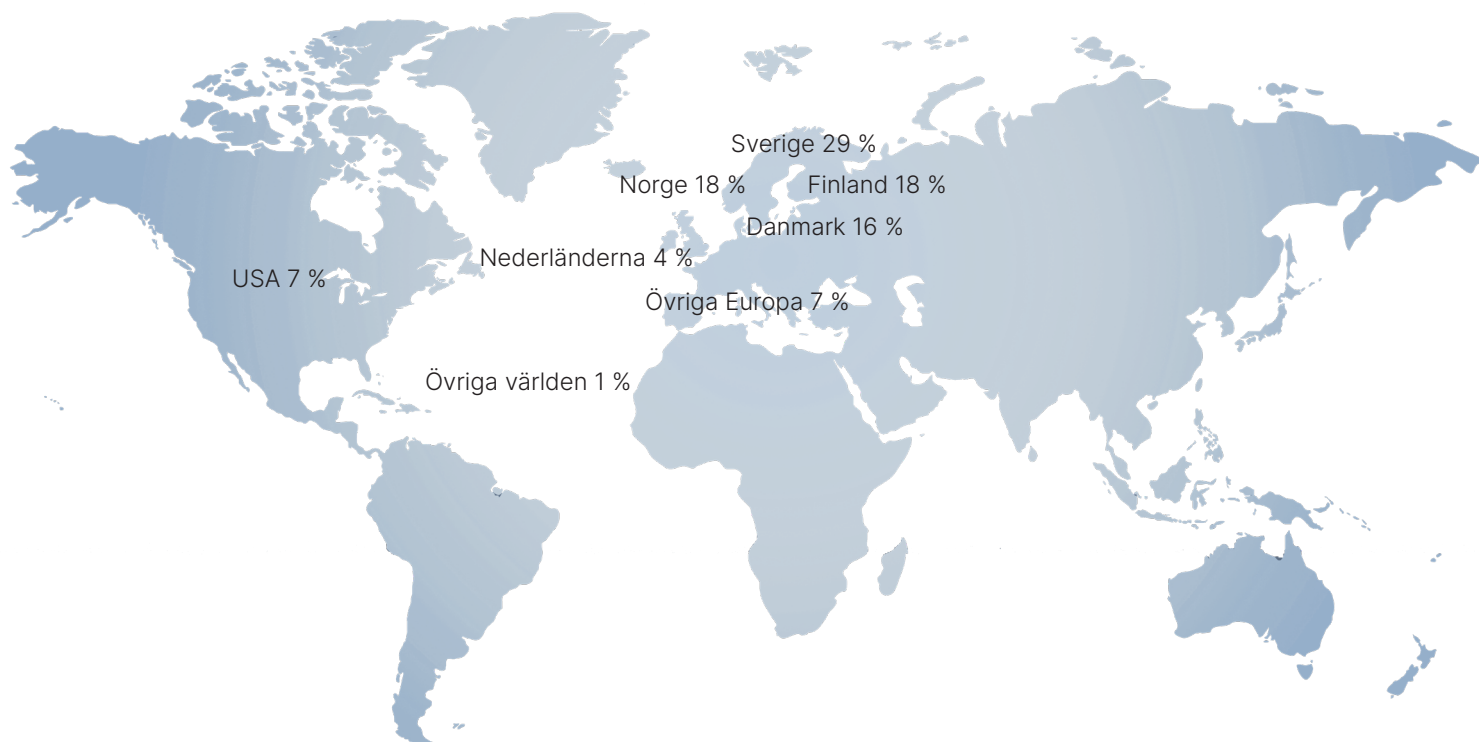 Sverige 29 %
Norge 18 %
Finland 18 %
Danmark 16 %
Nederländerna 4 %
USA 7 %
Övriga Europa 7 %
Övriga världen 1 %